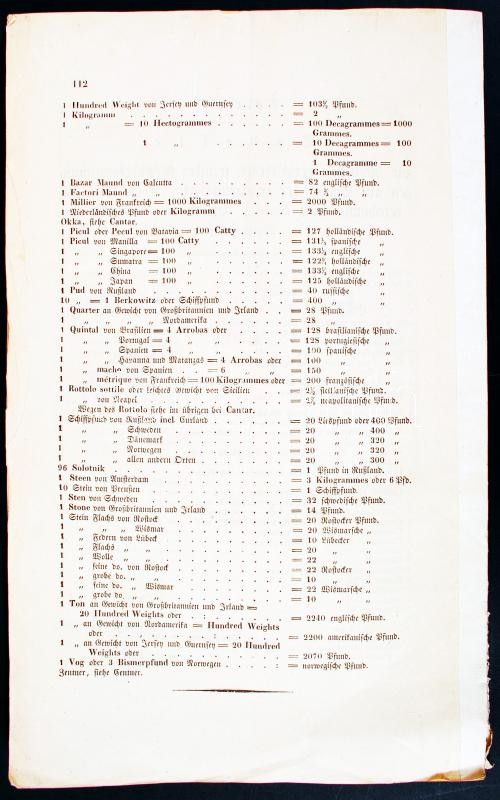 112
1 Hundred Weight von Jersey und Guernsey . . . . = 103 Pfund.
1 Kilogramm . . . . . . . . . . = 2 „
1 „ = 10 Hectogrammes . . . . . . = 100 Decagrammes = 1000
Grammes.
1 „ . . . . . . . = 10 Decagrammes = 100
Grammes.
1 Decagramme = 10
Grammes.
1 Bazar Maund von Calcutta . . . . . . . . = 82 englische Pfund.
1 Factori Maund „ „ . . . . . . . . = 74 „ „
1 Millier von Frankreich = 1000 Kilogrammes . . . = 2000 Pfund.
1 Niederländisches Pfund oder Kilogramm . . . . . = 2 Pfund.
Okka, siehe Cantar.
1 Picul oder Pecul von Batavia = 100 Catty . . . . = 127 holländische Pfund.
1 Picul von Manilla = 100 Catty . . . . . . = 131½ spanische „
1 „ „ Singapore = 100 „ . . . . . . = 133⅓ englische „
1 „ „ Sumatra = 100 „ . . . . . . = 122 holländische „
1 „ „ China = 100 „ . . . . . . = 133⅓ englische „
1 „ „ Japan = 100 „ . . . . . . = 125 holländische „
1 Pud von Rußland . . . . . . . . . . = 40 russische „
10 „ = 1 Berkowitz oder Schiffpfund . . . . . = 400 „ „
1 Quarter an Gewicht von Großbritannien und Irland . . = 28 Pfund.
1 „ „ „ „ Nordamerika . . . . . = 28 „
1 Quintal von Brasilien = 4 Arrobas oder . . . . = 128 brasilianische Pfund.
1 „ „ Portugal = 4 „ . . . . . = 128 portugiesische „
1 „ „ Spanien = 4 „ . . . . . = 100 spanische „
1 „ „ Havanna und Matanzas = 4 Arrobas oder = 100 „ „
1 „ macho von Spanien . . = 6 „ „ = 150 „ „
1 „ métrique von Frankreich = 100 Kilogrammes oder = 200 französische „
1 Rottolo sottile oder leichtes Gewicht von Sicilien . . = 2½ sicilianische Pfund.
1 „ von Neapel . . . . . . . . . = neapolitanische Pfund.
Wegen des Rottolo siehe im übrigen bei Cantar.
1 Schiffpfund von Rußland incl. Curland . . . . . = 20 Liespfund oder 400 Pfund.
1 „ „ Schweden . . . . . . . . = 20 „ „ 400 „
1 „ „ Dänemark . . . . . . . . = 20 „ „ 320 „
1 „ „ Norwegen . . . . . . . . = 20 „ „ 320 „
1 „ „ allen andern Orten . . . . . . = 20 „ „ 300 „
96 Solotnik . . . . . . . . . . . = 1 Pfund in Rußland.
1 Steen von Amsterdam . . . . . . . . = 3 Kilogrammes oder 6 Pfd.
10 Stein von Preußen . . . . . . . . . = 1 Schiffpfund.
1 Sten von Schweden . . . . . . . . . = 32 schwedische Pfund.
1 Stone von Großbritannien und Irland . . . . . = 14 Pfund.
1 Stein Flachs von Rostock . . . . . . . . = 20 Rostocker Pfund.
1 „ „ „ Wismar . . . . . . . . = 20 Wismarsche „
1 „ Federn von Lübeck . . . . . . . . = 10 Lübecker „
1 „ Flachs „ „ . . . . . . . . = 20 „ „
1 „ Wolle „ „ . . . . . . . . = 22 „ „
1 „ feine do. von Rostock . . . . . . . = 22 Rostocker „
1 „ grobe do. „ „ . . . . . . . = 10 „ „
1 „ feine do. „ Wismar . . . . . . . = 22 Wismarsche „
1 „ grobe do. „ „ . . . . . . . = 10 „ „
1 Ton an Gewicht von Großbritannien und Irland =
20 Hundred Weights oder . . . . . . = 2240 englische Pfund.
1 „ an Gewicht von Nordamerika = Hundred Weights
oder . . . . . . . . . . . = 2200 amerikanische Pfund.
1 „ an Gewicht von Jersey und Guernsey = 20 Hundred
Weights oder . . . . . . . . . = 2070 Pfund.
1 Vog oder 3 Bismerpfund von Norwegen . . . . : = norwegische Pfund.
Zentner, siehe Centner.